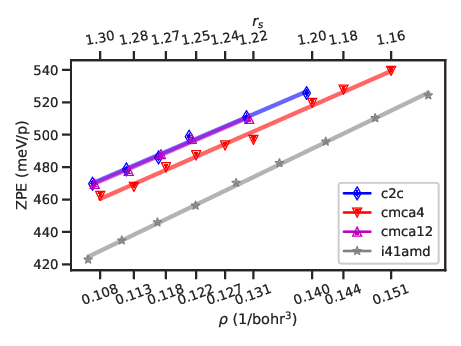 r_s
1.30 1.28 1.27 1.25 1.24 1.22 1.20 1.18 1.16
ZPE (meV/p)
540
520
500
480
460
440
420
c2c
cmca4
cmca12
i41amd
0.108 0.113 0.118 0.122 0.127 0.131 0.140 0.144 0.151
ρ (1/bohr³)